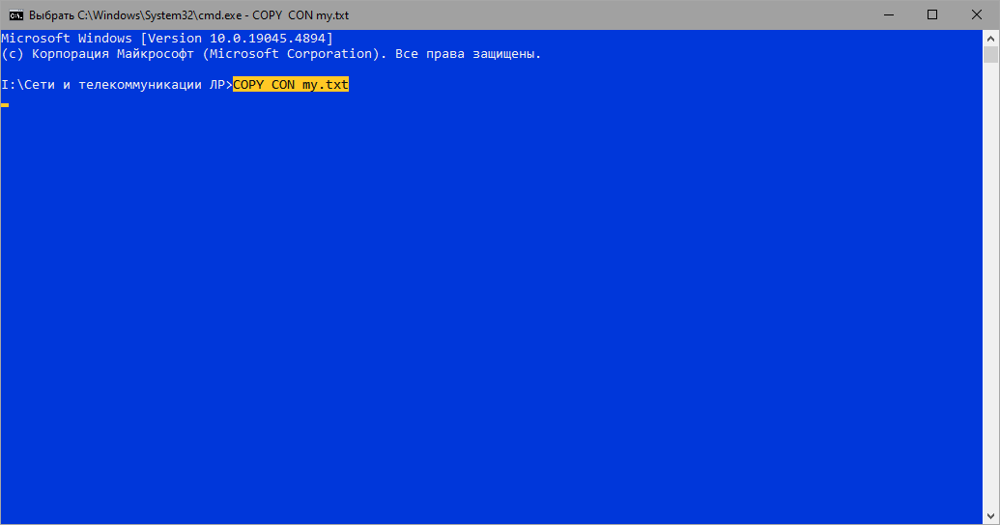 Выбрать C:\Windows\System32\cmd.exe - COPY  CON my.txt
Microsoft Windows [Version 10.0.19045.4894]
(c) Корпорация Майкрософт (Microsoft Corporation). Все права защищены.
I:\Сети и телекоммуникации ЛР>COPY CON my.txt